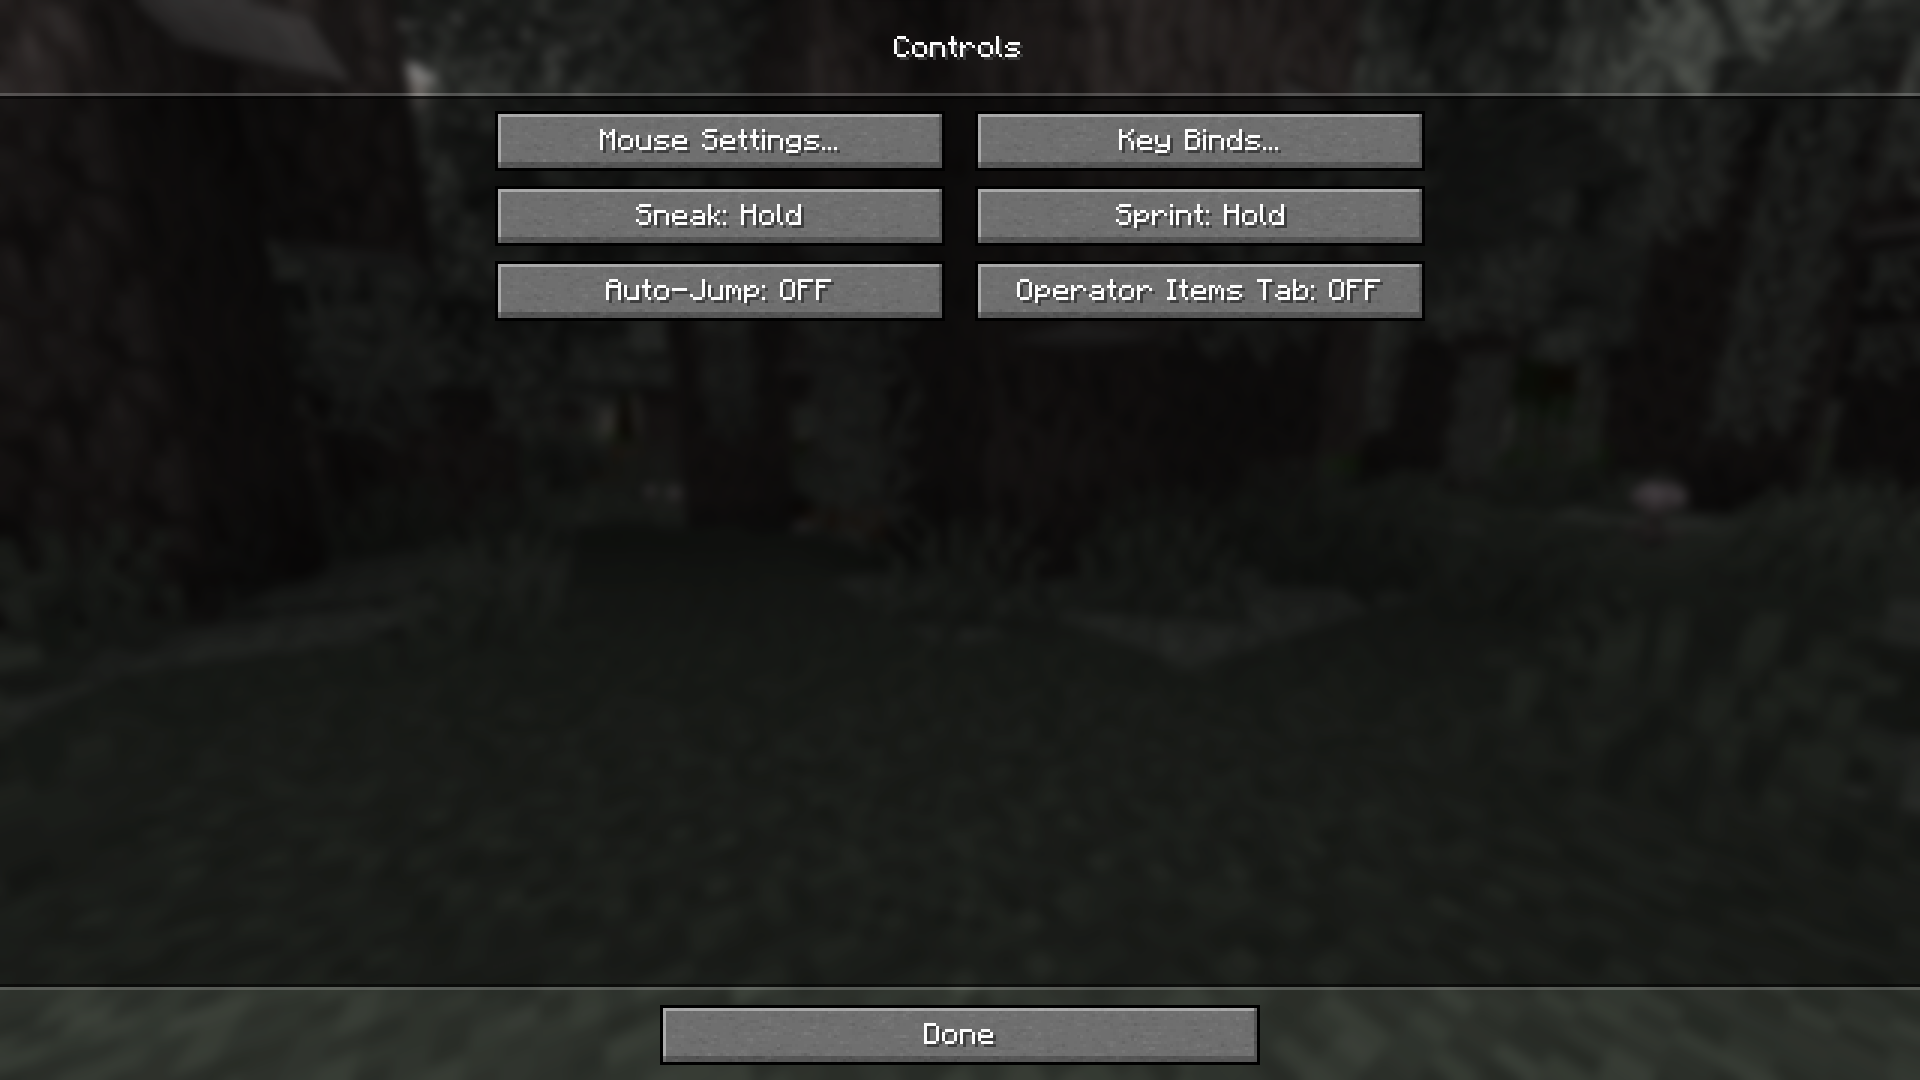 Controls
Mouse Settings...
Key Binds...
Sneak: Hold
Sprint: Hold
Auto-Jump: OFF
Operator Items Tab: OFF
Done